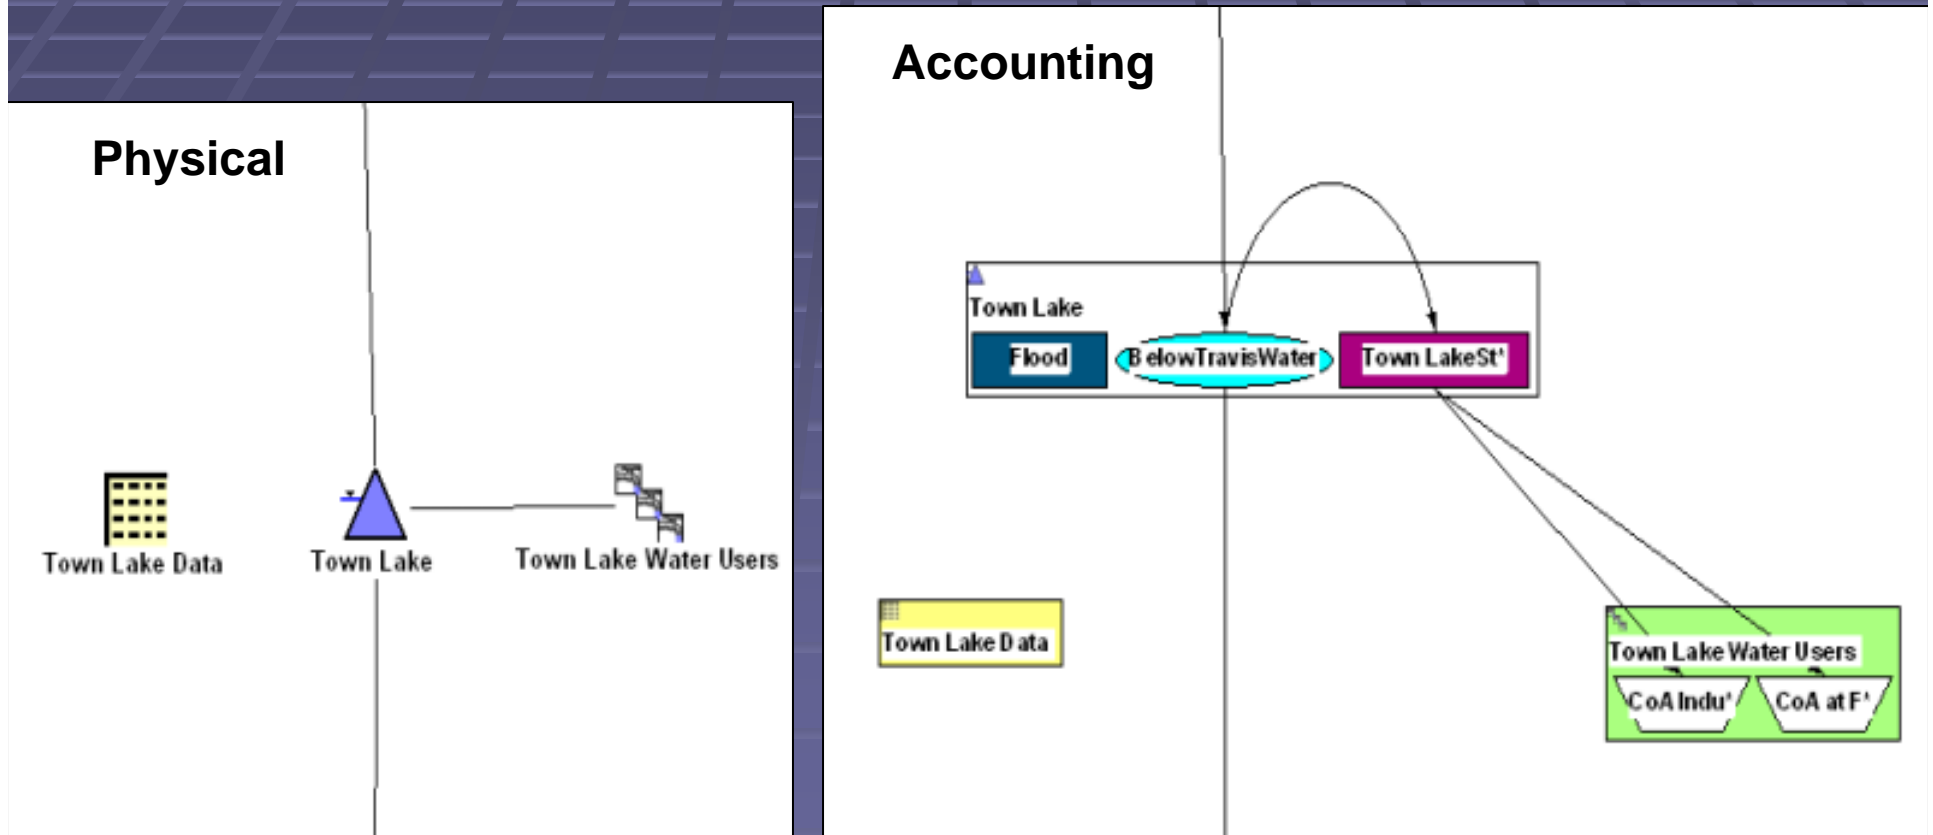 Physical
Town Lake Data
Town Lake
Town Lake Water Users
Accounting
Town Lake
Flood
BelowTravisWater
Town LakeSt*
Town Lake Data
Town Lake Water Users
CoA Indu*
CoA at F*